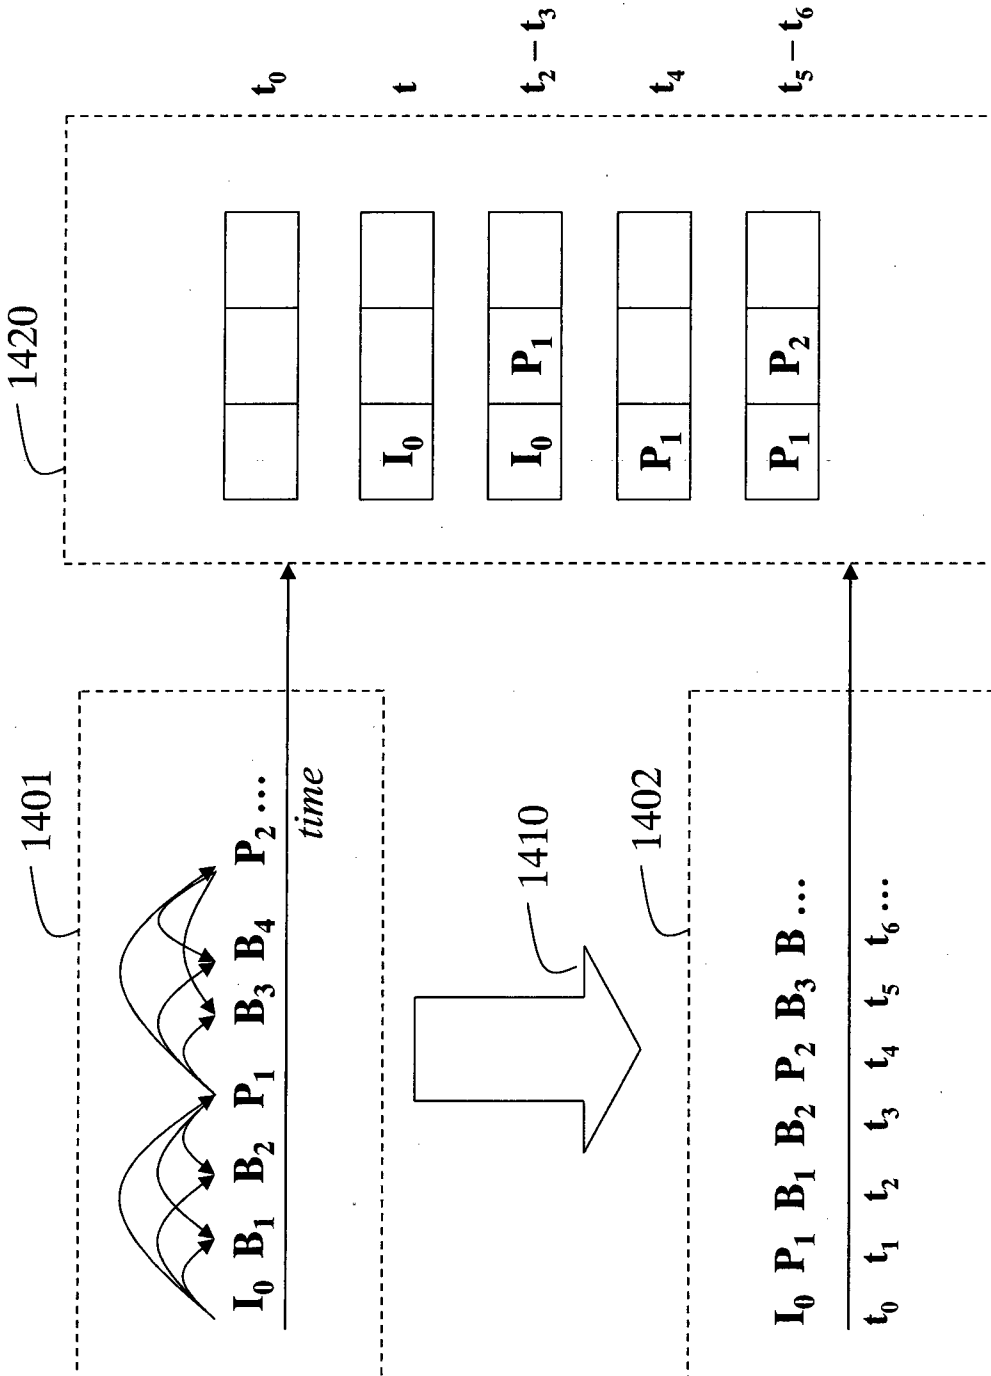 1401
I₀ B₁ B₂ P₁ B₃ B₄ P₂ ...
time
1410
1402
I₀ P₁ B₁ B₂ P₂ B₃ B ...
t₀ t₁ t₂ t₃ t₄ t₅ t₆ ...
1420
t₀
I₀ t
I₀ P₁ t₂ – t₃
P₁ t₄
P₁ P₂ t₅ – t₆